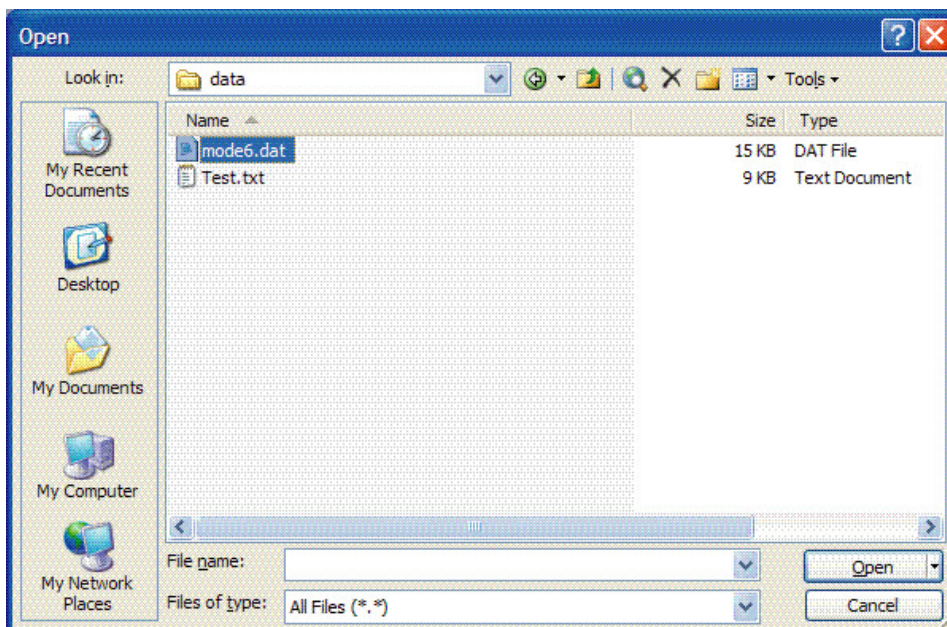 Open
Look in:
data
Tools
Name Size Type
mode6.dat 15 KB DAT File
Test.txt 9 KB Text Document
My Recent
Documents
Desktop
My Documents
My Computer
My Network
Places
File name:
Open
Files of type: All Files (*.*)
Cancel